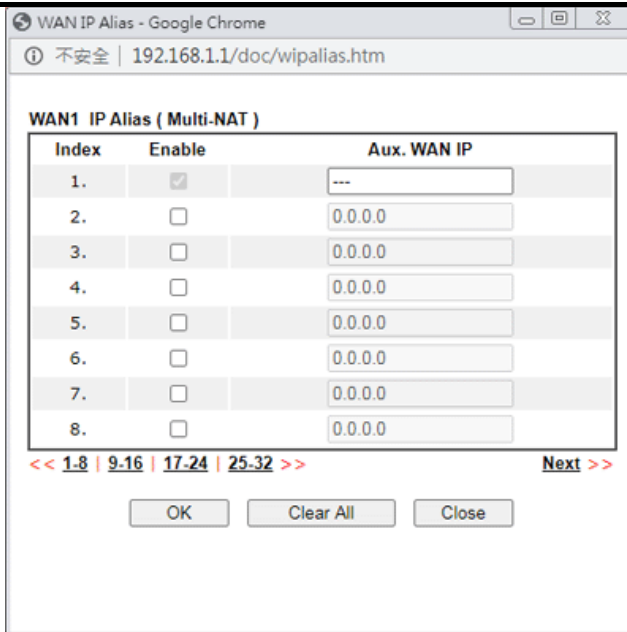 WAN IP Alias - Google Chrome
不安全 | 192.168.1.1/doc/wipalias.htm
WAN1 IP Alias ( Multi-NAT )
Index Enable Aux. WAN IP
1. ---
2. 0.0.0.0
3. 0.0.0.0
4. 0.0.0.0
5. 0.0.0.0
6. 0.0.0.0
7. 0.0.0.0
8. 0.0.0.0
<< 1-8 | 9-16 | 17-24 | 25-32 >> Next >>
OK Clear All Close